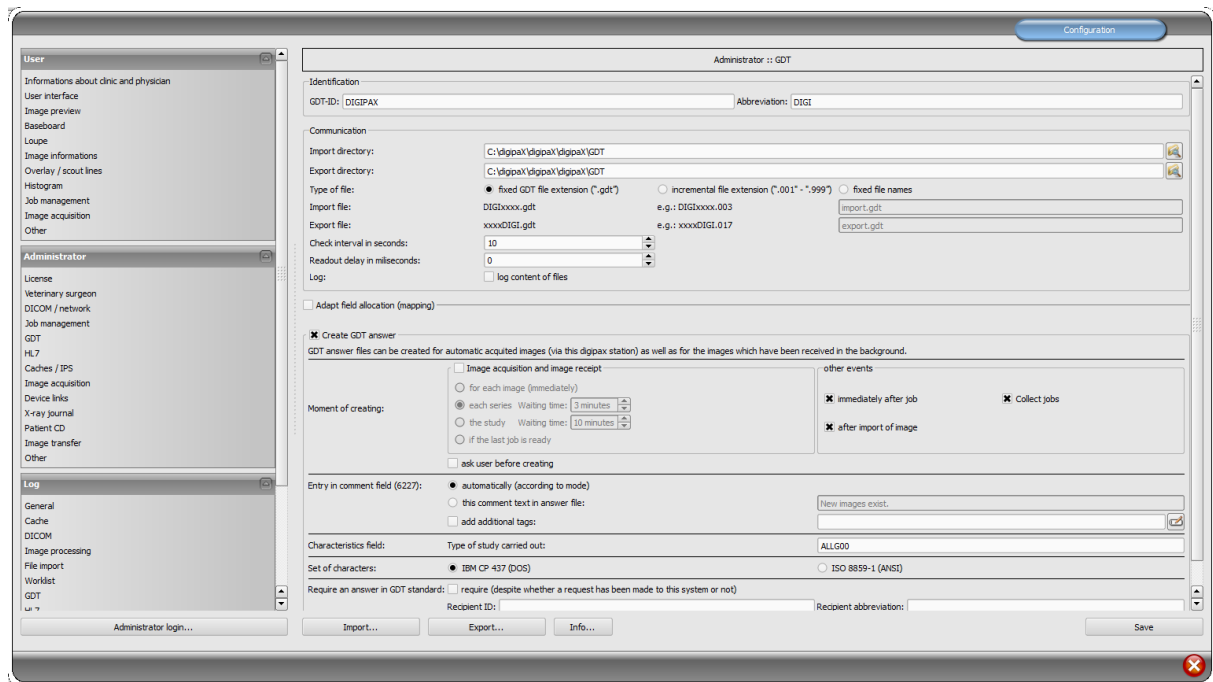 Configuration
User
Informations about clinic and physician
User interface
Image preview
Baseboard
Loupe
Image informations
Overlay / scout lines
Histogram
Job management
Image acquisition
Other
Administrator
License
Veterinary surgeon
DICOM / network
Job management
GDT
HL7
Caches / IPS
Image acquisition
Device links
X-ray journal
Patient CD
Image transfer
Other
Log
General
Cache
DICOM
Image processing
File import
Worklist
GDT
HL7
Administrator login...
Administrator :: GDT
Identification
GDT-ID: DIGIPAX Abbreviation: DIGI
Communication
Import directory: C:\digipaX\digipaX\digipaX\GDT
Export directory: C:\digipaX\digipaX\digipaX\GDT
Type of file: fixed GDT file extension (".gdt") incremental file extension (".001" - ".999") fixed file names
Import file: DIGIxxxx.gdt e.g.: DIGIxxxx.003 import.gdt
Export file: xxxxDIGI.gdt e.g.: xxxxDIGI.017 export.gdt
Check interval in seconds: 10
Readout delay in miliseconds: 0
Log: log content of files
Adapt field allocation (mapping)
Create GDT answer
GDT answer files can be created for automatic acquited images (via this digipax station) as well as for the images which have been received in the background.
Image acquisition and image receipt other events
for each image (immediately)
Moment of creating: each series Waiting time: 3 minutes immediately after job Collect jobs
the study Waiting time: 10 minutes after import of image
if the last job is ready
ask user before creating
Entry in comment field (6227): automatically (according to mode)
this comment text in answer file: New images exist.
add additional tags:
Characteristics field: Type of study carried out: ALLG00
Set of characters: IBM CP 437 (DOS) ISO 8859-1 (ANSI)
Require an answer in GDT standard: require (despite whether a request has been made to this system or not)
Recipient ID: Recipient abbreviation:
Import... Export... Info... Save